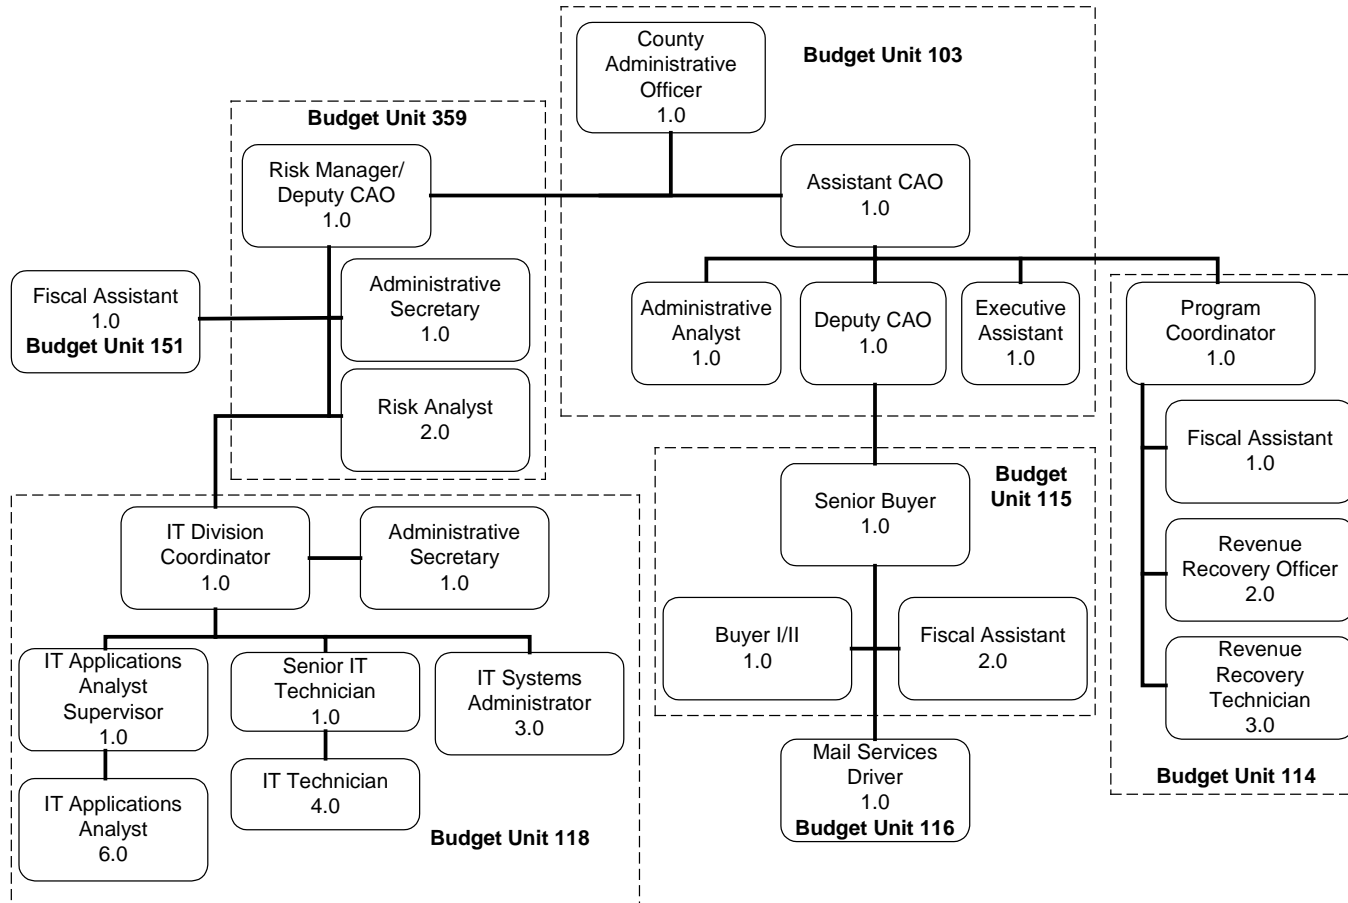 County
Administrative
Officer
1.0
Budget Unit 103
Budget Unit 359
Risk Manager/
Deputy CAO
1.0
Assistant CAO
1.0
Fiscal Assistant
1.0
Budget Unit 151
Administrative
Secretary
1.0
Administrative
Analyst
1.0
Deputy CAO
1.0
Executive
Assistant
1.0
Program
Coordinator
1.0
Risk Analyst
2.0
Fiscal Assistant
1.0
Budget
Unit 115
Senior Buyer
1.0
IT Division
Coordinator
1.0
Administrative
Secretary
1.0
Revenue
Recovery Officer
2.0
Buyer I/II
1.0
Fiscal Assistant
2.0
IT Applications
Analyst
Supervisor
1.0
Senior IT
Technician
1.0
IT Systems
Administrator
3.0
Revenue
Recovery
Technician
3.0
Mail Services
Driver
1.0
Budget Unit 116
Budget Unit 114
IT Applications
Analyst
6.0
IT Technician
4.0
Budget Unit 118